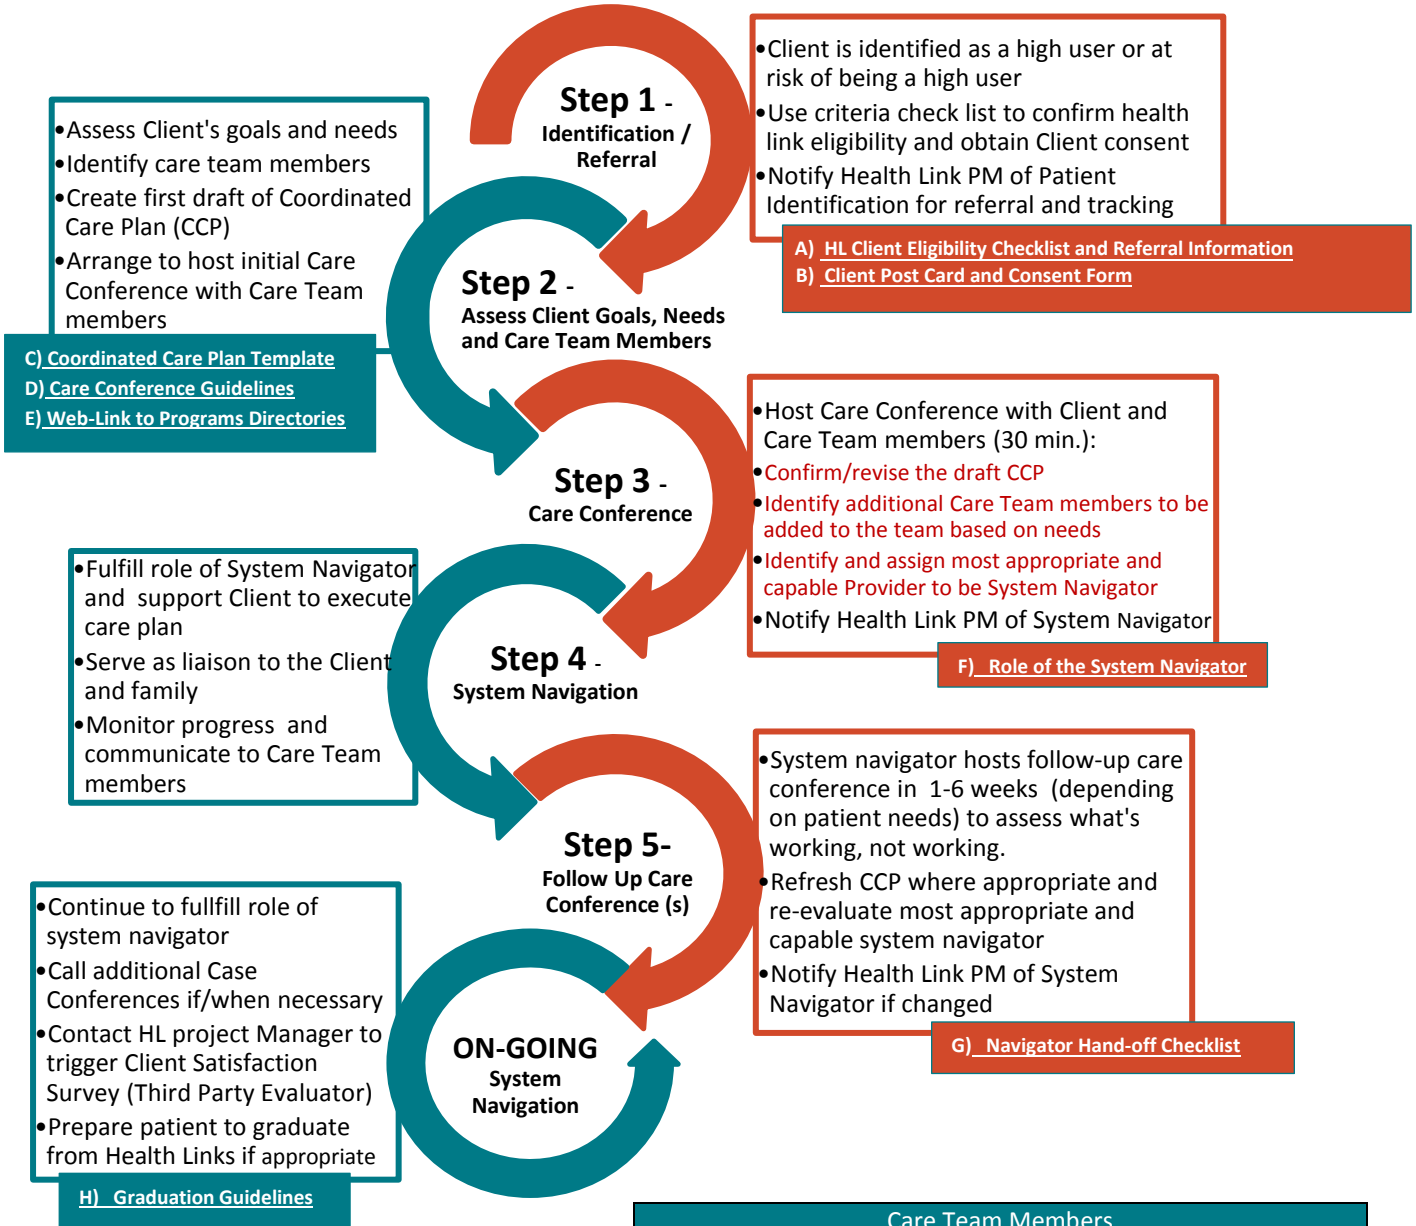 Step 1 -
Identification /
Referral
•Client is identified as a high user or at
risk of being a high user
•Use criteria check list to confirm health
link eligibility and obtain Client consent
•Notify Health Link PM of Patient
Identification for referral and tracking
A) HL Client Eligibility Checklist and Referral Information
B) Client Post Card and Consent Form
•Assess Client's goals and needs
•Identify care team members
•Create first draft of Coordinated
Care Plan (CCP)
•Arrange to host initial Care
Conference with Care Team
members
C) Coordinated Care Plan Template
D) Care Conference Guidelines
E) Web-Link to Programs Directories
Step 2 -
Assess Client Goals, Needs
and Care Team Members
Step 3 -
Care Conference
•Host Care Conference with Client and
Care Team members (30 min.):
•Confirm/revise the draft CCP
•Identify additional Care Team members to be
added to the team based on needs
•Identify and assign most appropriate and
capable Provider to be System Navigator
•Notify Health Link PM of System Navigator
F) Role of the System Navigator
•Fulfill role of System Navigator
and support Client to execute
care plan
•Serve as liaison to the Client
and family
•Monitor progress and
communicate to Care Team
members
Step 4 -
System Navigation
Step 5-
Follow Up Care
Conference (s)
•System navigator hosts follow-up care
conference in 1-6 weeks (depending
on patient needs) to assess what's
working, not working.
•Refresh CCP where appropriate and
re-evaluate most appropriate and
capable system navigator
•Notify Health Link PM of System
Navigator if changed
G) Navigator Hand-off Checklist
•Continue to fullfill role of
system navigator
•Call additional Case
Conferences if/when necessary
•Contact HL project Manager to
trigger Client Satisfaction
Survey (Third Party Evaluator)
•Prepare patient to graduate
from Health Links if appropriate
H) Graduation Guidelines
ON-GOING
System
Navigation
Care Team Members